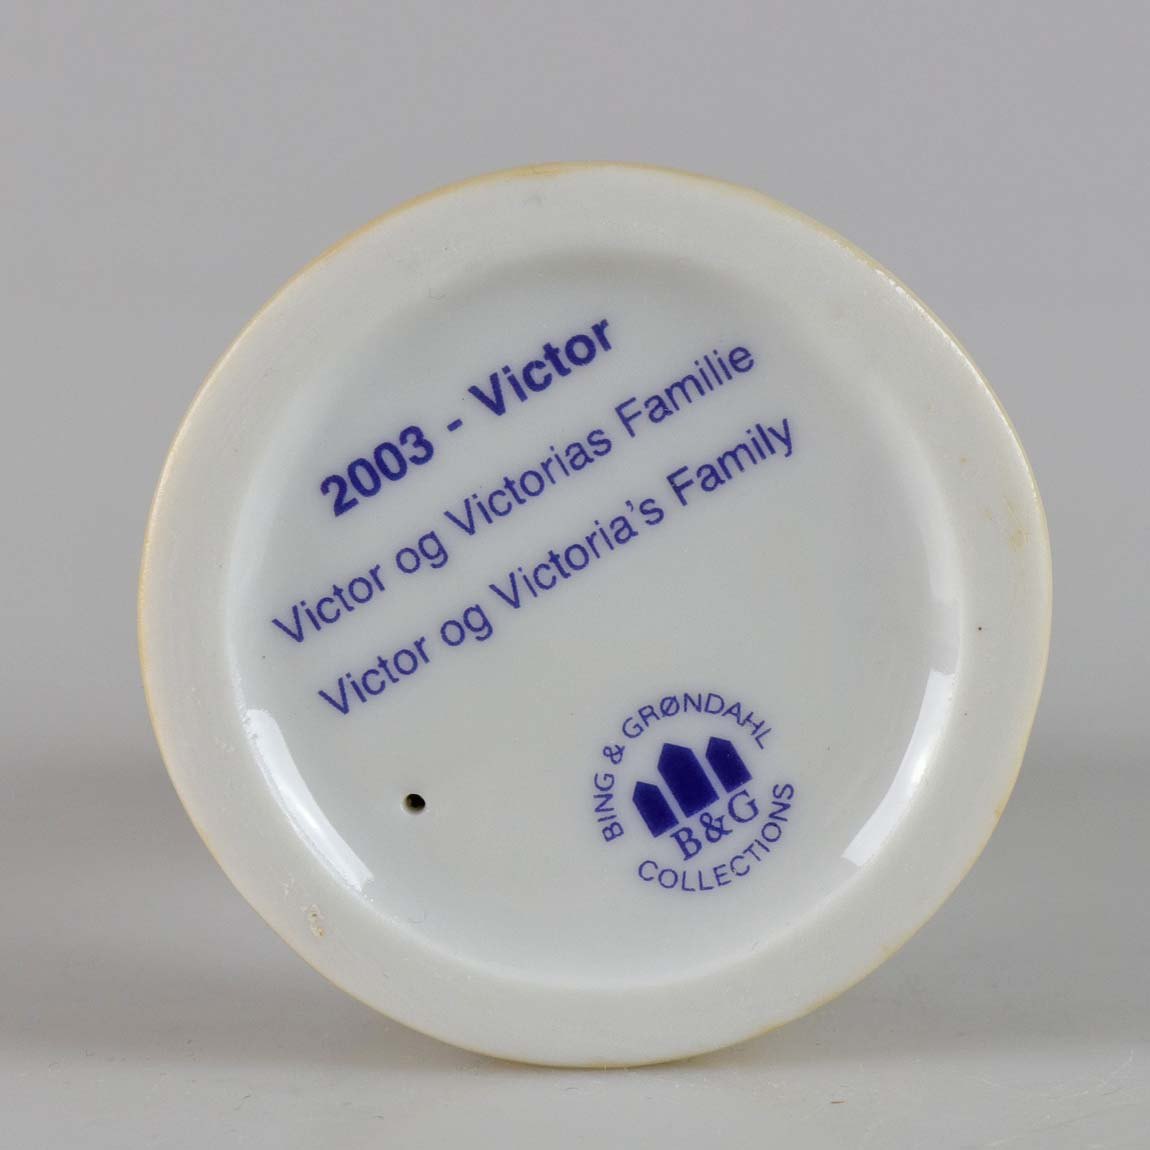 2003 - Victor
Victor og Victorias Familie
Victor og Victoria's Family
BING & GRØNDAHL
B&G
COLLECTIONS